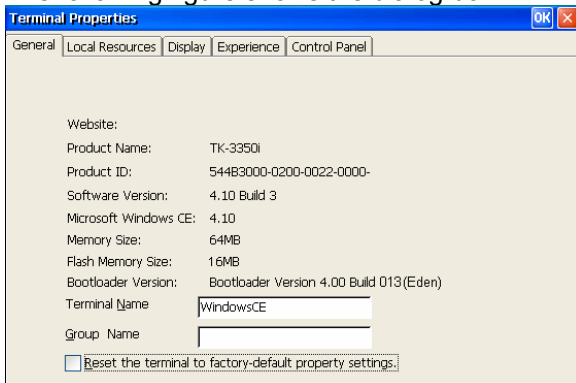 Terminal Properties OK
General Local Resources Display Experience Control Panel
Website:
Product Name: TK-3350i
Product ID: 544B3000-0200-0022-0000-
Software Version: 4.10 Build 3
Microsoft Windows CE: 4.10
Memory Size: 64MB
Flash Memory Size: 16MB
Bootloader Version: Bootloader Version 4.00 Build 013(Eden)
Terminal Name WindowsCE
Group Name
Reset the terminal to factory-default property settings.